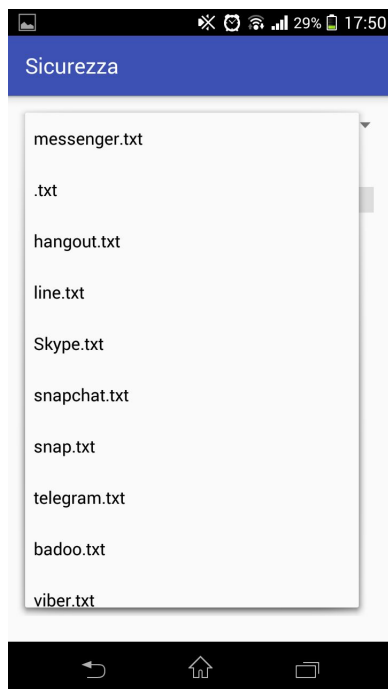 29% 17:50
Sicurezza
messenger.txt
.txt
hangout.txt
line.txt
Skype.txt
snapchat.txt
snap.txt
telegram.txt
badoo.txt
viber.txt